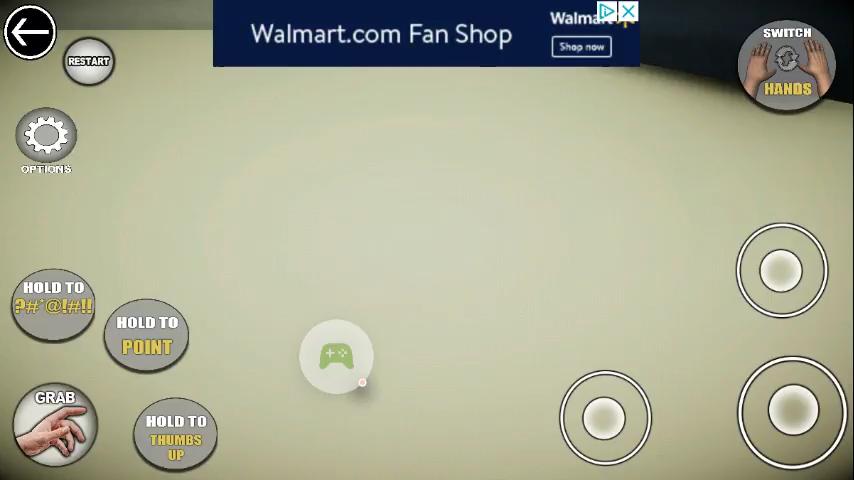 Walmart.com Fan Shop
Walmart
Shop now
SWITCH
HANDS
RESTART
OPTIONS
HOLD TO
?#*@!#!!
HOLD TO
POINT
GRAB
HOLD TO
THUMBS
UP